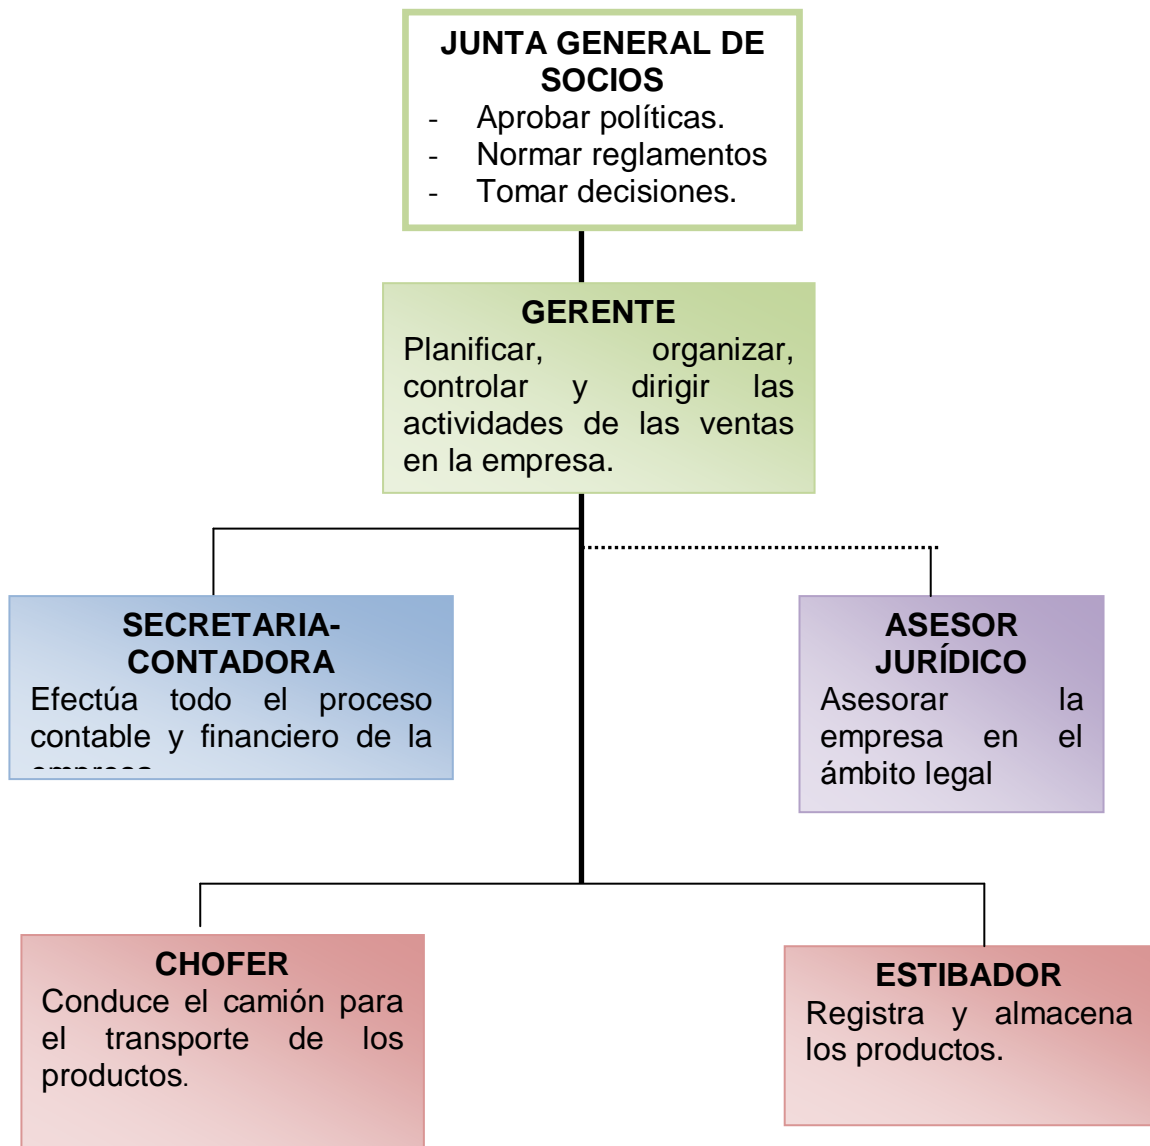 JUNTA GENERAL DE
SOCIOS
- Aprobar políticas.
- Normar reglamentos
- Tomar decisiones.
GERENTE
Planificar, organizar,
controlar y dirigir las
actividades de las ventas
en la empresa.
SECRETARIA-
CONTADORA
Efectúa todo el proceso
contable y financiero de la
ASESOR
JURÍDICO
Asesorar la
empresa en el
ámbito legal
CHOFER
Conduce el camión para
el transporte de los
productos.
ESTIBADOR
Registra y almacena
los productos.